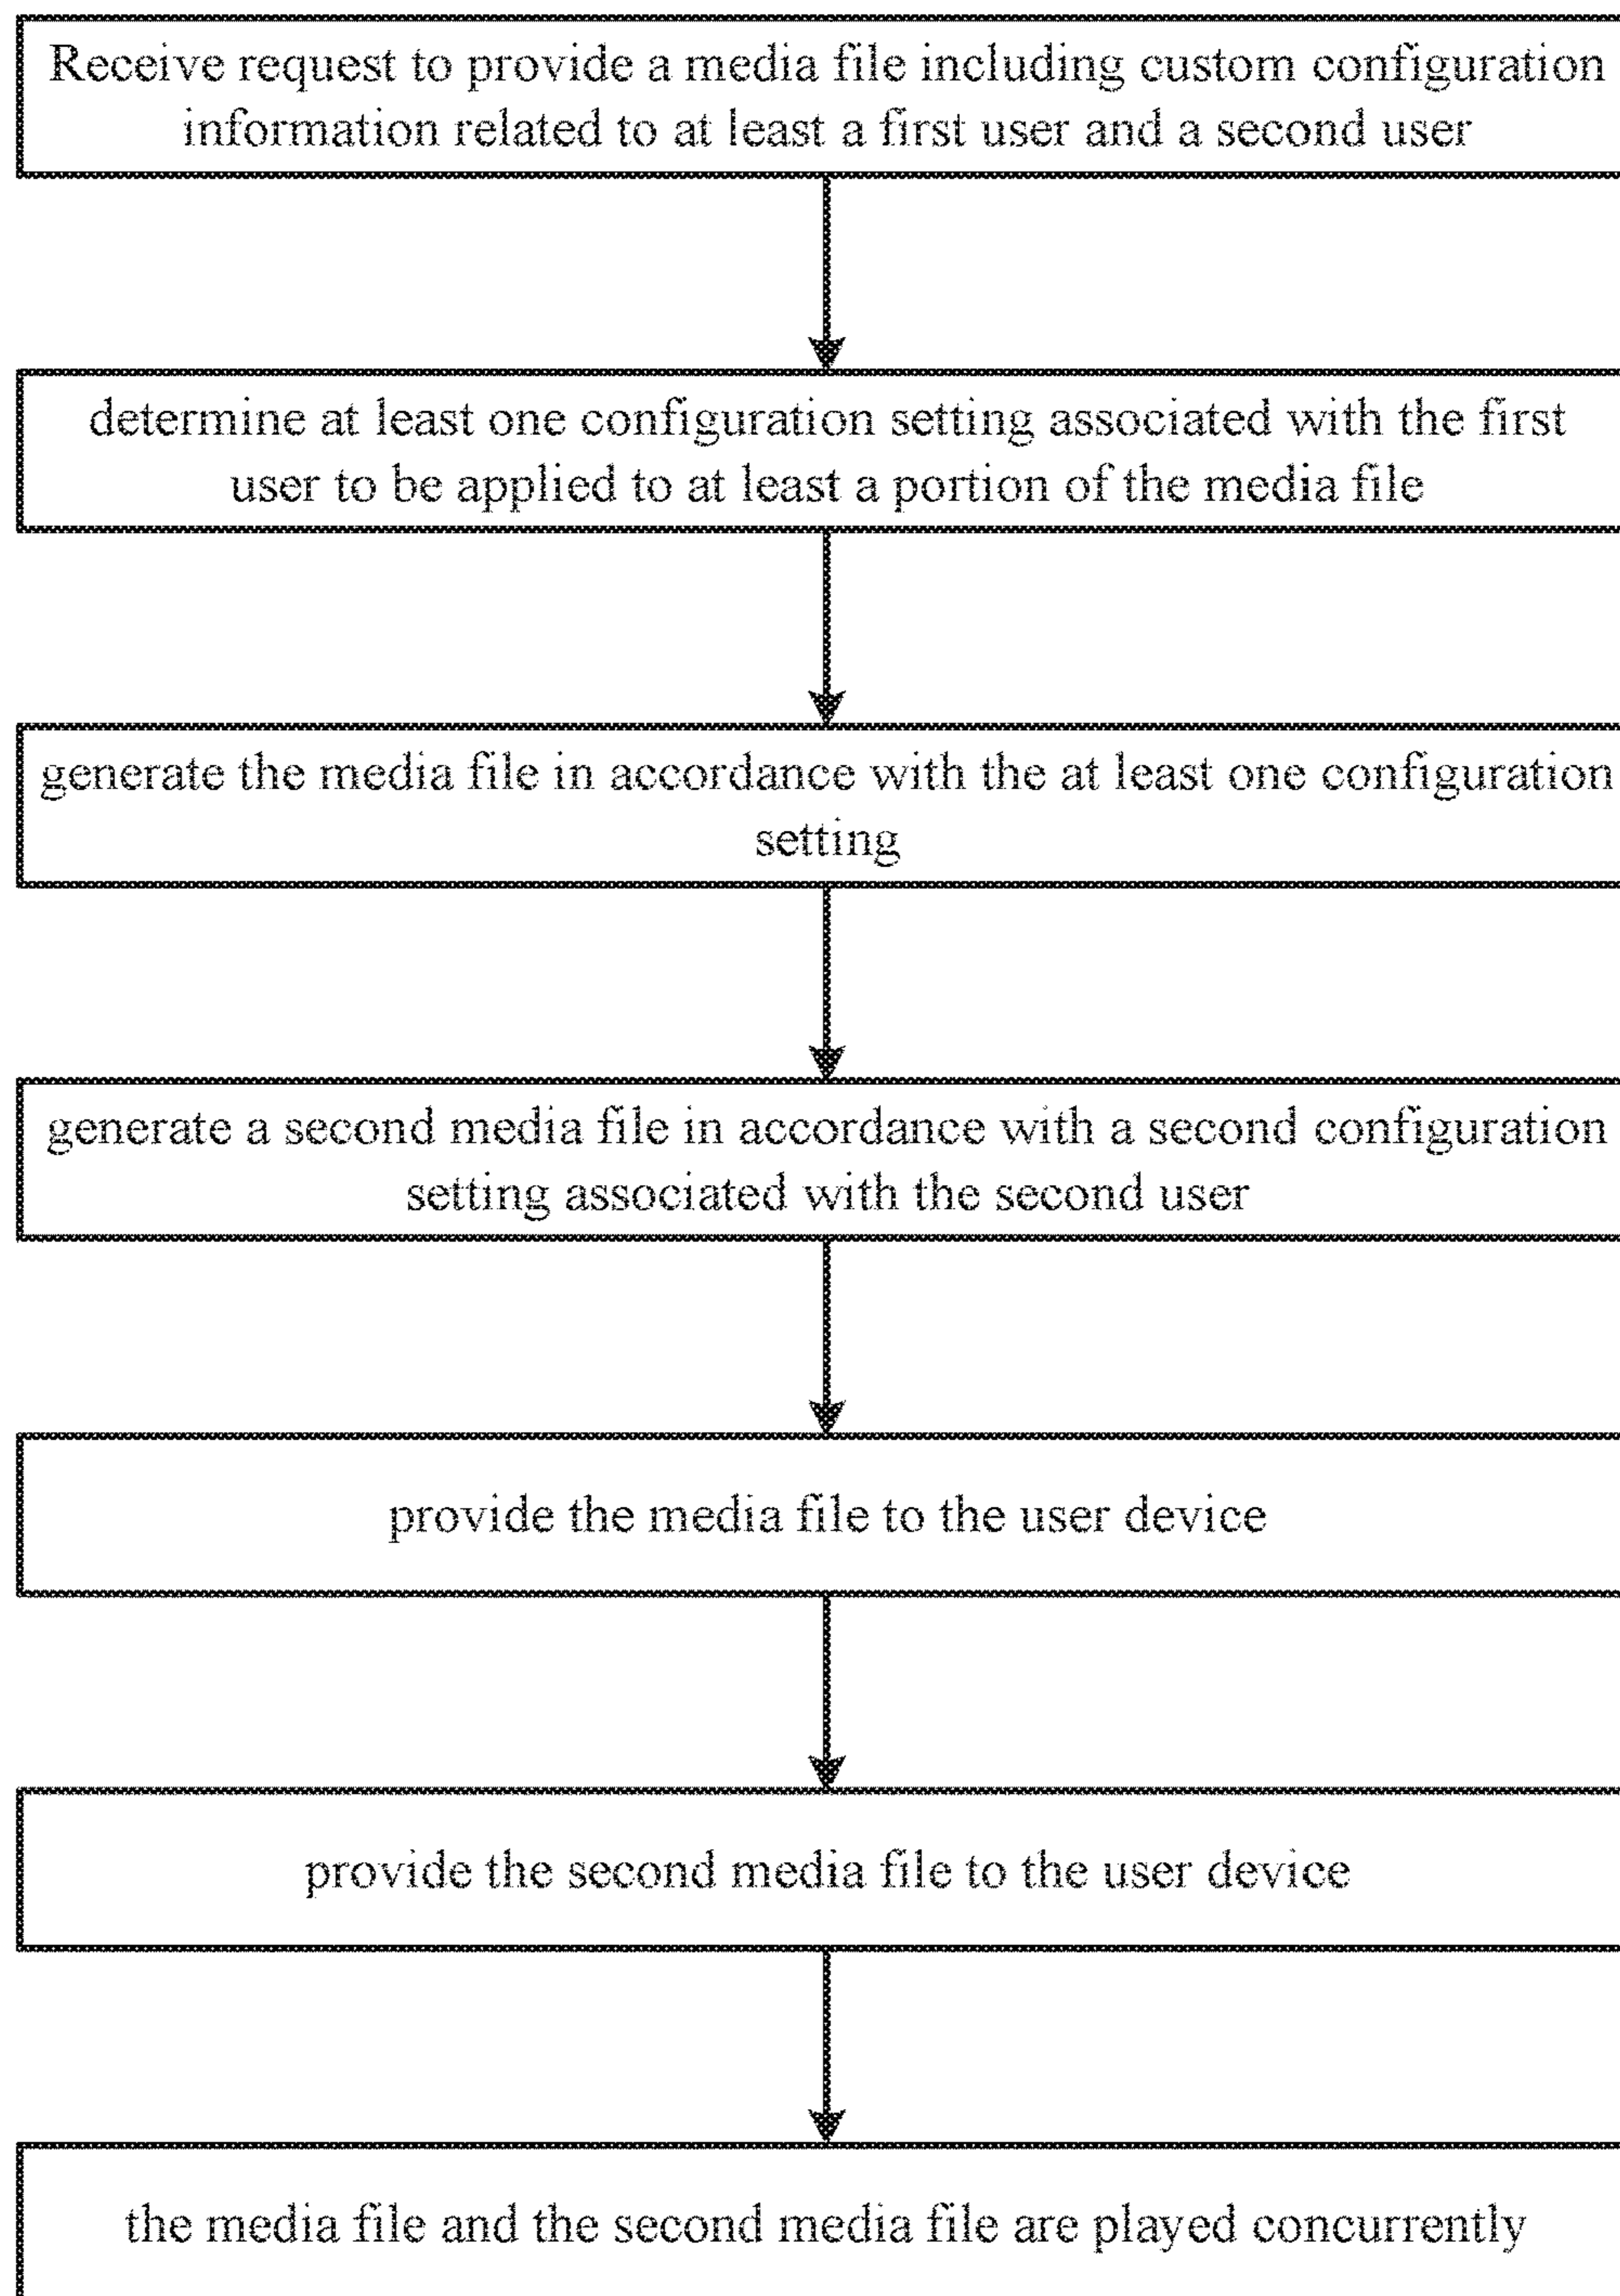 Receive request to provide a media file including custom configuration
information related to at least a first user and a second user
determine at least one configuration setting associated with the first
user to be applied to at least a portion of the media file
generate the media file in accordance with the at least one configuration
setting
generate a second media file in accordance with a second configuration
setting associated with the second user
provide the media file to the user device
provide the second media file to the user device
the media file and the second media file are played concurrently